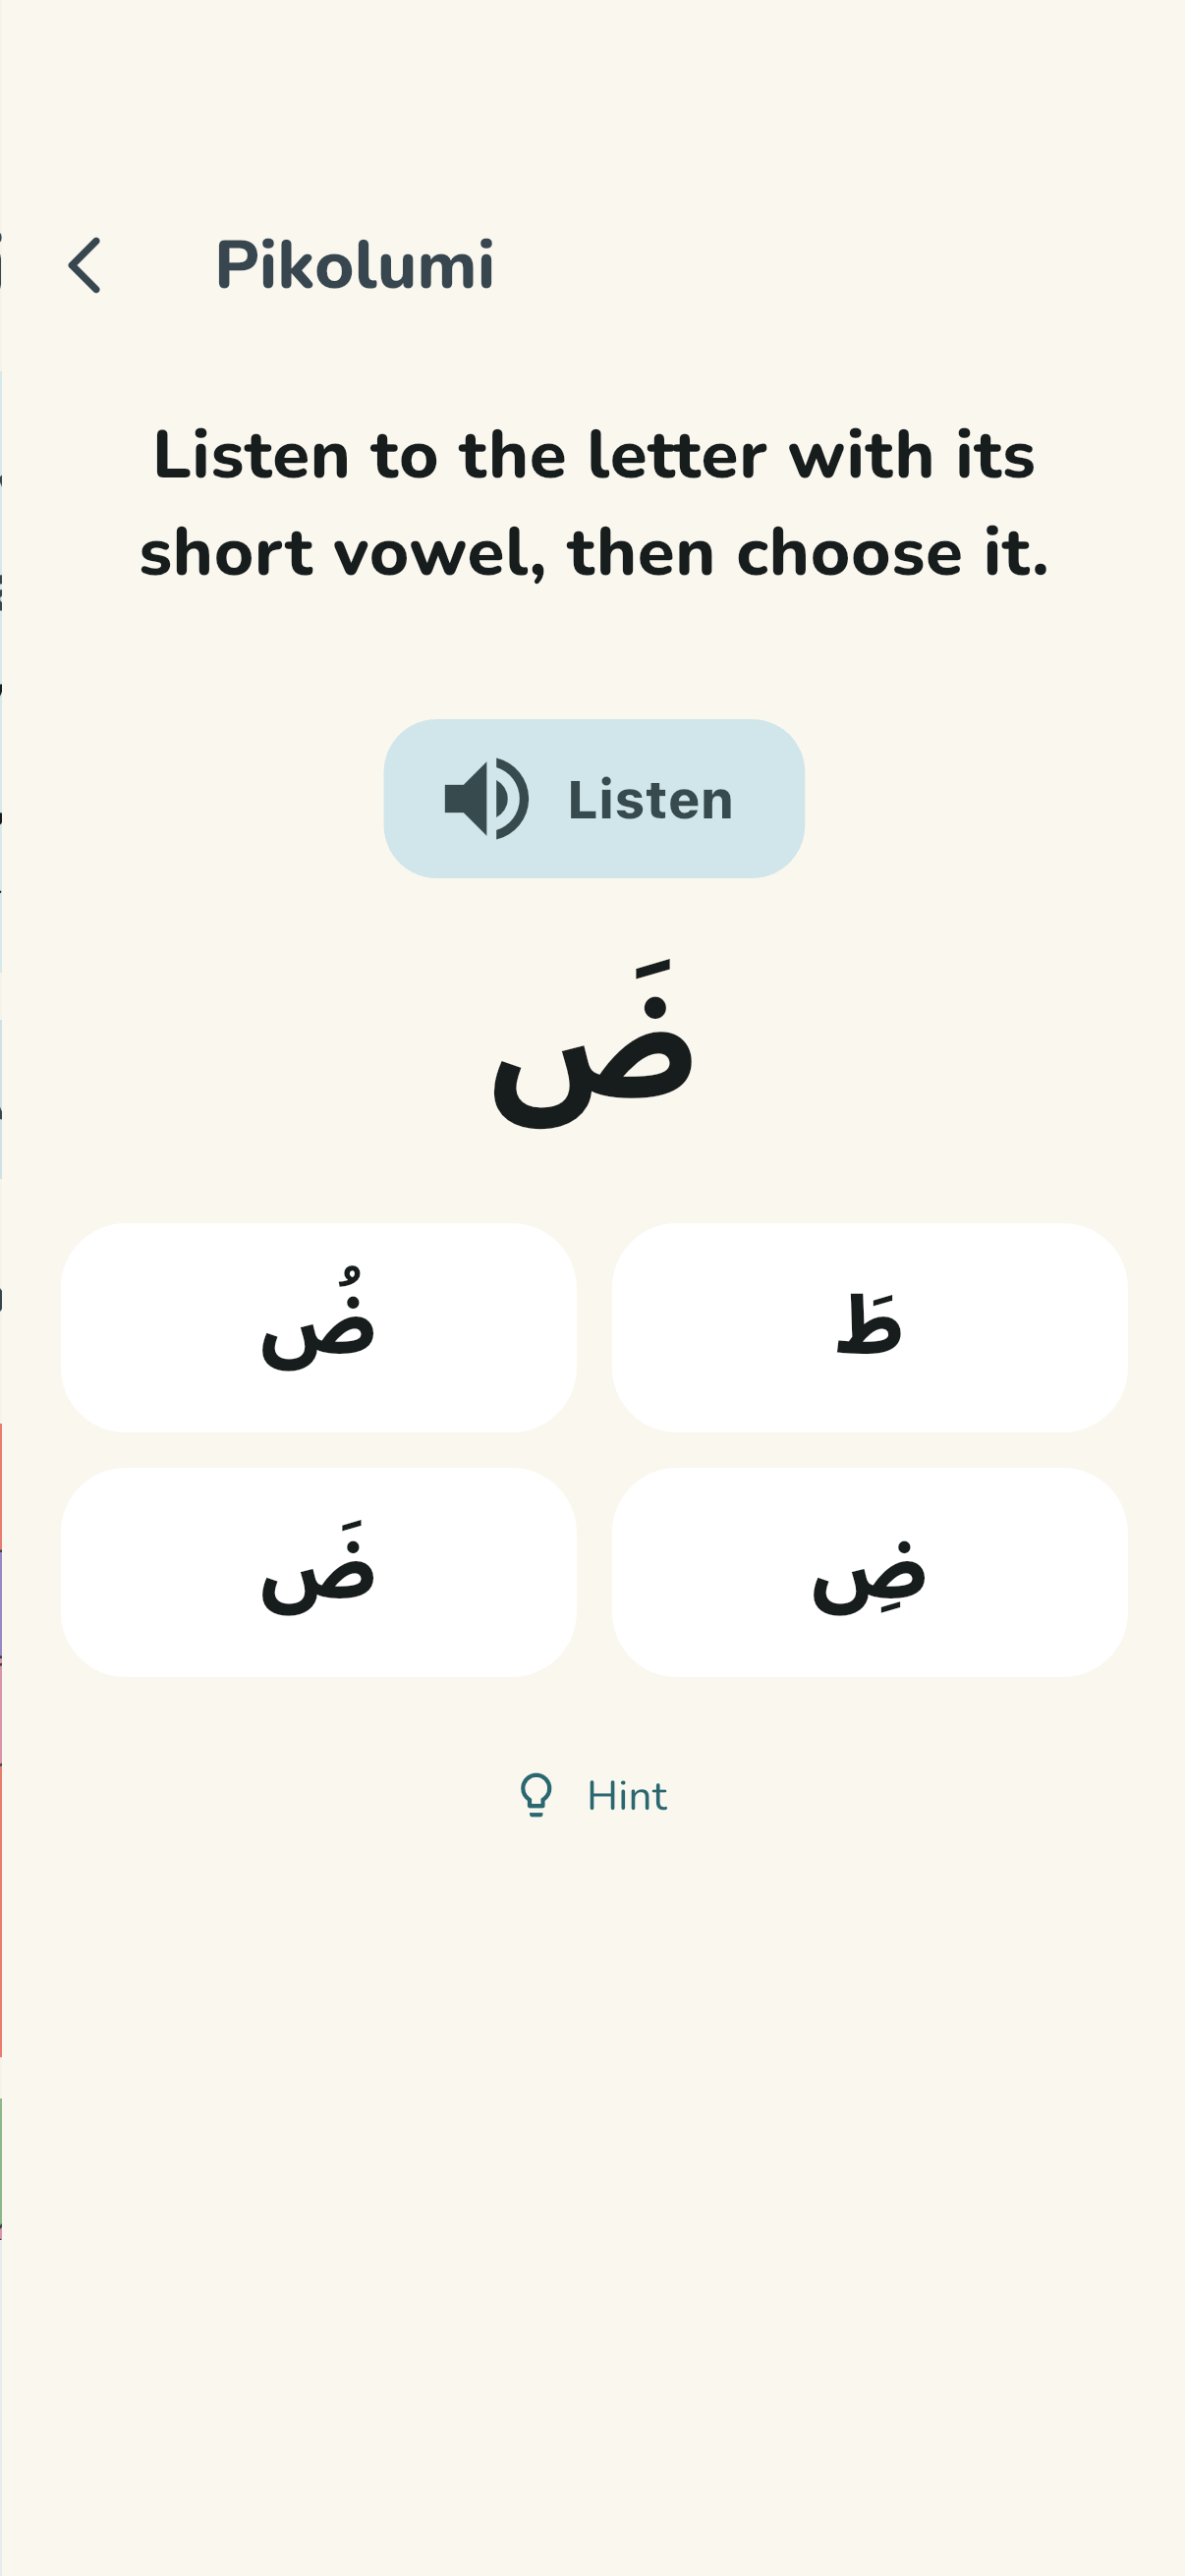 Pikolumi
Listen to the letter with its
short vowel, then choose it.
Listen
ضَ
ضُ
طَ
ضَ
ضِ
Hint